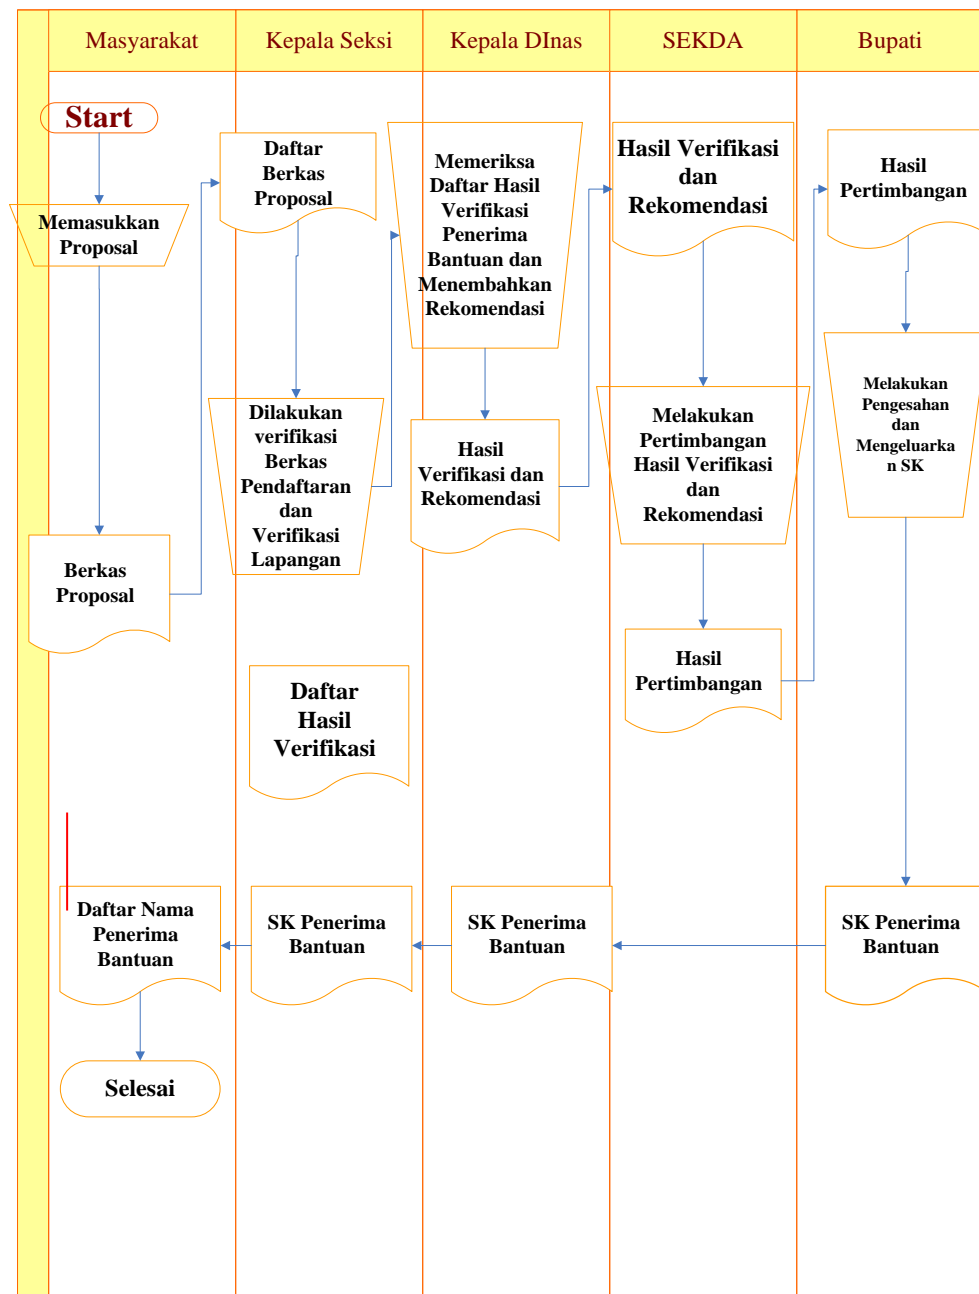 Masyarakat
Kepala Seksi
Kepala DInas
SEKDA
Bupati
Start
Memasukkan
Proposal
Berkas
Proposal
Daftar
Berkas
Proposal
Dilakukan
verifikasi
Berkas
Pendaftaran
dan
Verifikasi
Lapangan
Daftar
Hasil
Verifikasi
Memeriksa
Daftar Hasil
Verifikasi
Penerima
Bantuan dan
Menembahkan
Rekomendasi
Hasil
Verifikasi dan
Rekomendasi
Hasil Verifikasi
dan
Rekomendasi
Melakukan
Pertimbangan
Hasil Verifikasi
dan
Rekomendasi
Hasil
Pertimbangan
Hasil
Pertimbangan
Melakukan
Pengesahan
dan
Mengeluarka
n SK
SK Penerima
Bantuan
SK Penerima
Bantuan
SK Penerima
Bantuan
Daftar Nama
Penerima
Bantuan
Selesai